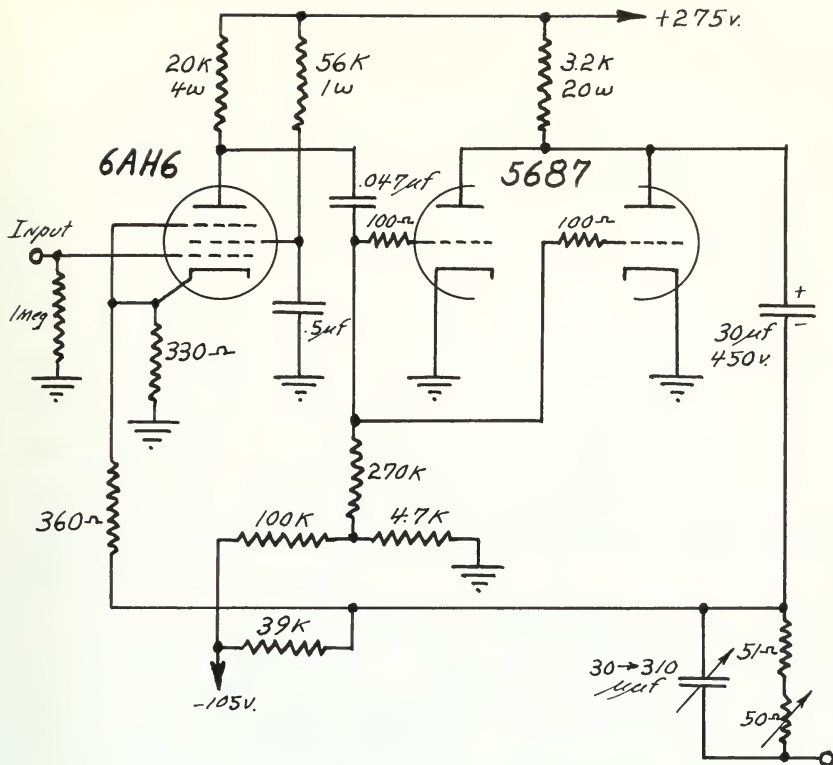 +275v.
20K
4w
56K
1w
3.2K
20w
6AH6
5687
.047μf
100Ω
100Ω
Input
1meg
330Ω
.5μf
+
-
30μf
450v.
270K
360Ω
100K
4.7K
39K
-105v.
30→310
μμf
51Ω
50Ω